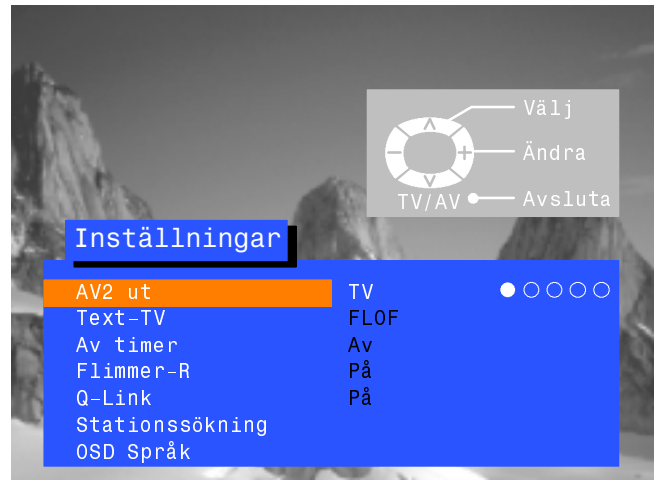 Välj
Ändra
TV/AV Avsluta
Inställningar
AV2 ut TV
Text-TV FLOF
Av timer Av
Flimmer-R På
Q-Link På
Stationssökning
OSD Språk